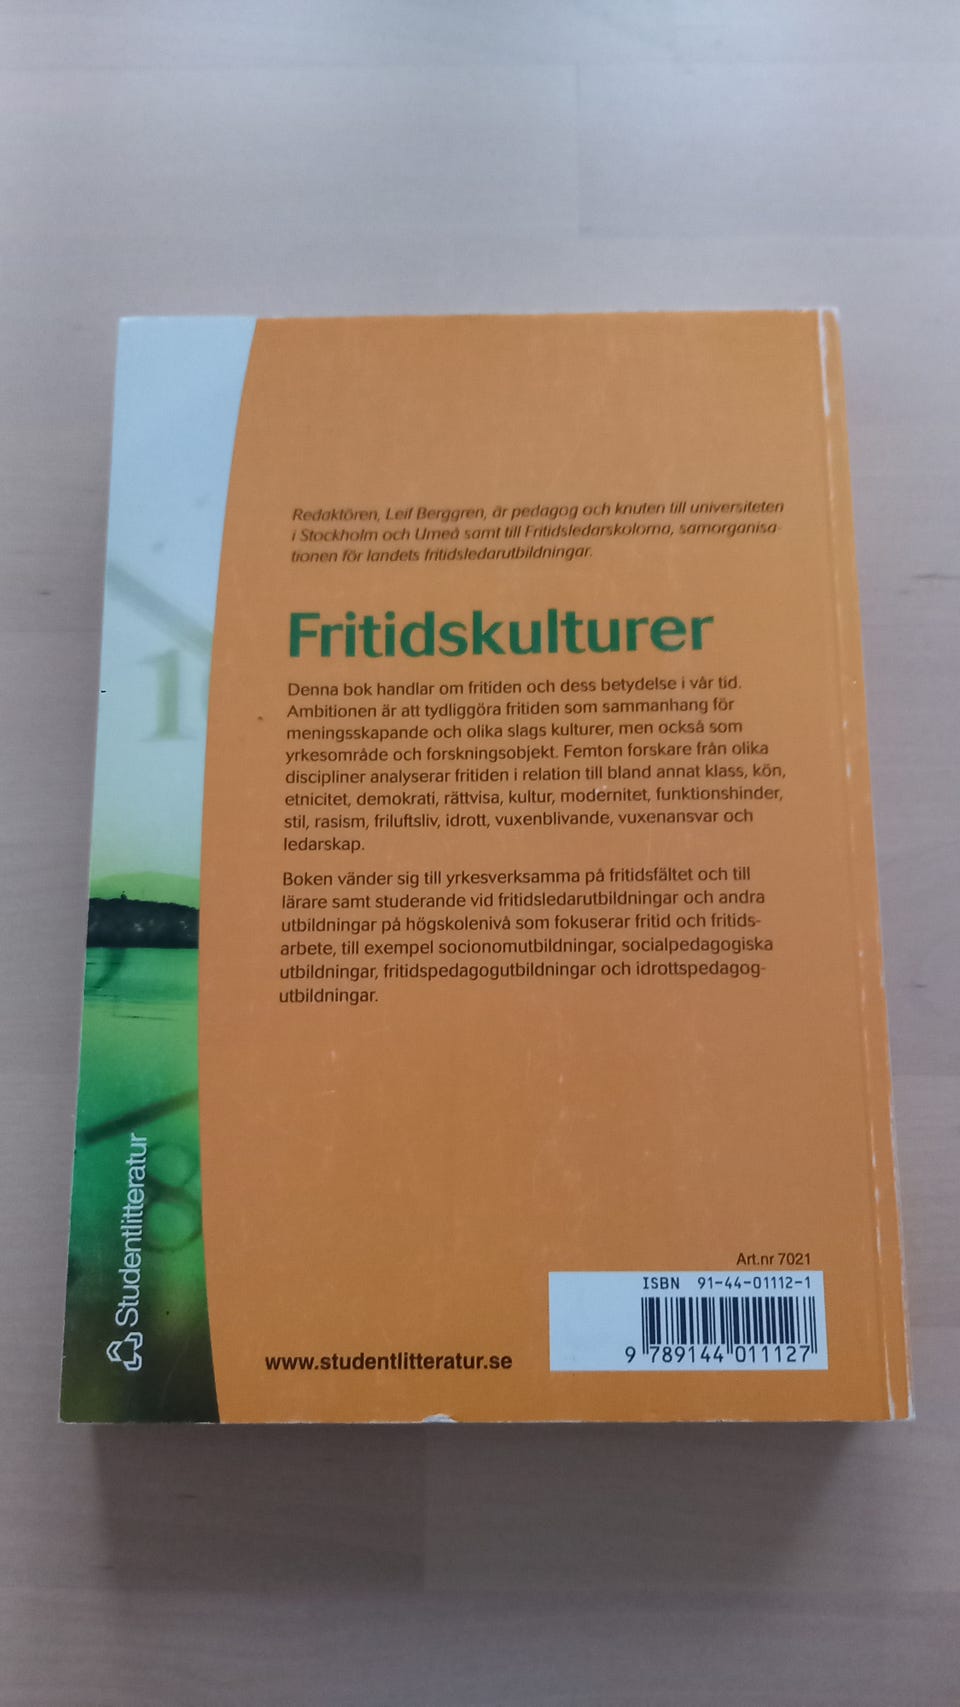 Redaktören, Leif Berggren, är pedagog och knuten till universiteten
i Stockholm och Umeå samt till Fritidsledarskolorna, samorganisa-
tionen för landets fritidsledarutbildningar.
Fritidskulturer
Denna bok handlar om fritiden och dess betydelse i vår tid.
Ambitionen är att tydliggöra fritiden som sammanhang för
meningsskapande och olika slags kulturer, men också som
yrkesområde och forskningsobjekt. Femton forskare från olika
discipliner analyserar fritiden i relation till bland annat klass, kön,
etnicitet, demokrati, rättvisa, kultur, modernitet, funktionshinder,
stil, rasism, friluftsliv, idrott, vuxenblivande, vuxenansvar och
ledarskap.
Boken vänder sig till yrkesverksamma på fritidsfältet och till
lärare samt studerande vid fritidsledarutbildningar och andra
utbildningar på högskolenivå som fokuserar fritid och fritids-
arbete, till exempel socionomutbildningar, socialpedagogiska
utbildningar, fritidspedagogutbildningar och idrottspedagog-
utbildningar.
10
8
Studentlitteratur
www.studentlitteratur.se
Art.nr 7021
ISBN 91-44-01112-1
9 789144 011127